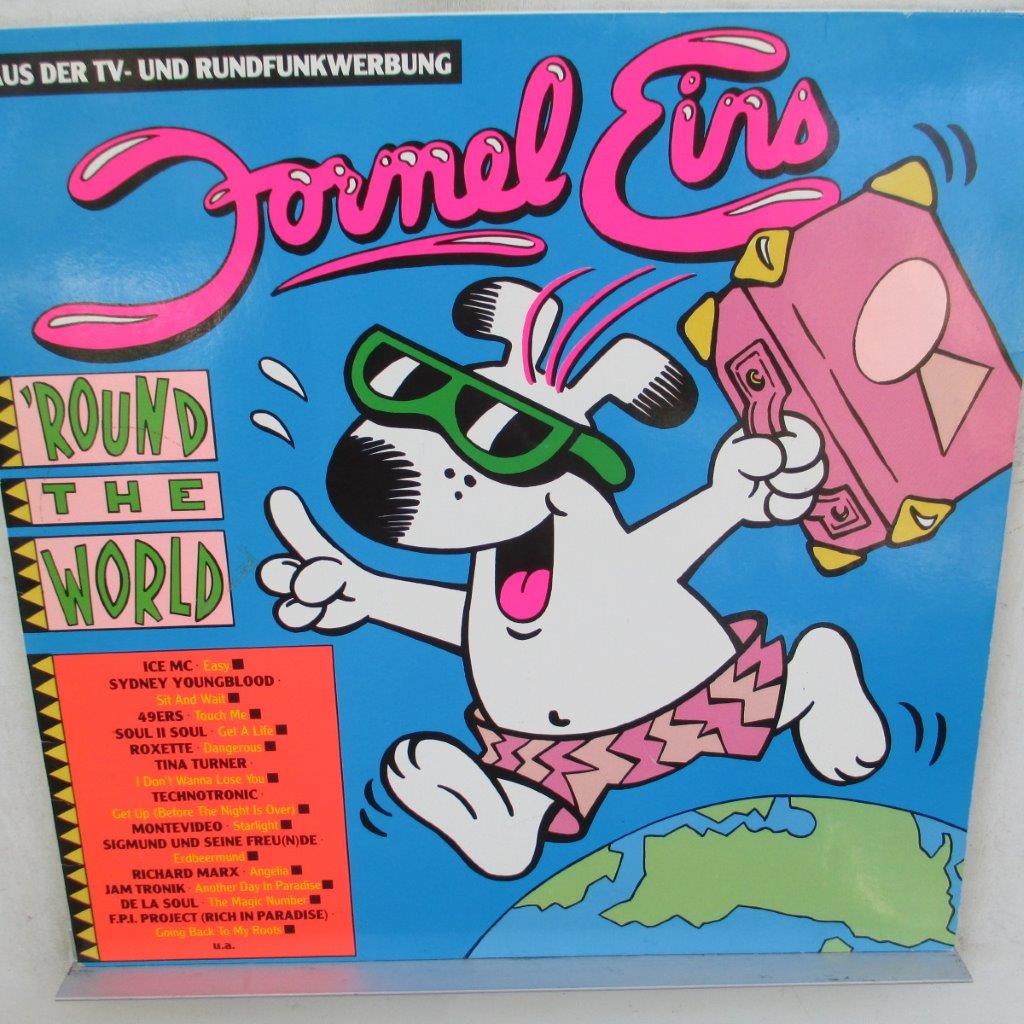 AUS DER TV- UND RUNDFUNKWERBUNG
Formel Eins
'ROUND
THE
WORLD
ICE MC · Easy ■
SYDNEY YOUNGBLOOD ·
Sit And Wait ■
49ERS · Touch Me ■
SOUL II SOUL · Get A Life ■
ROXETTE · Dangerous ■
TINA TURNER ·
I Don't Wanna Lose You ■
TECHNOTRONIC ·
Get Up (Before The Night Is Over) ■
MONTEVIDEO · Starlight ■
SIGMUND UND SEINE FREU(N)DE ·
Erdbeermund ■
RICHARD MARX · Angelia ■
JAM TRONIK · Another Day In Paradise ■
DE LA SOUL · The Magic Number ■
F.P.I. PROJECT (RICH IN PARADISE) ·
Going Back To My Roots ■
u.a.